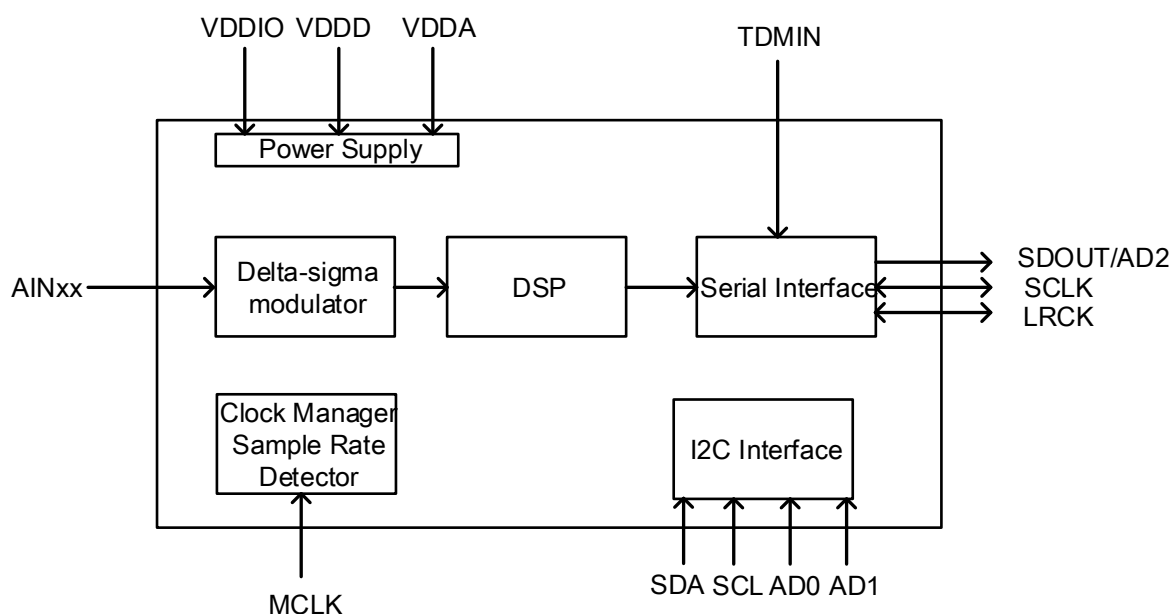 VDDIO VDDD VDDA
TDMIN
Power Supply
AINxx
Delta-sigma
modulator
DSP
Serial Interface
SDOUT/AD2
SCLK
LRCK
Clock Manager
Sample Rate
Detector
I2C Interface
MCLK
SDA SCL AD0 AD1